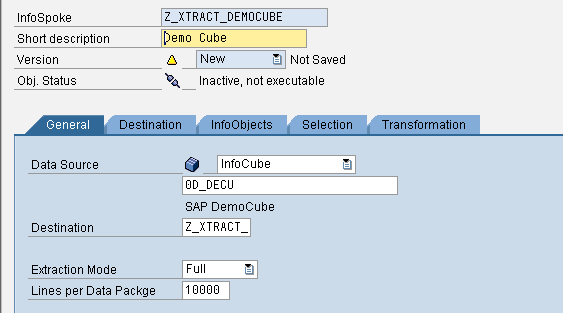 InfoSpoke Z_XTRACT_DEMOCUBE
Short description Demo Cube
Version New Not Saved
Obj. Status Inactive, not executable
General Destination InfoObjects Selection Transformation
Data Source InfoCube
0D_DECU
SAP DemoCube
Destination Z_XTRACT_
Extraction Mode Full
Lines per Data Packge 10000